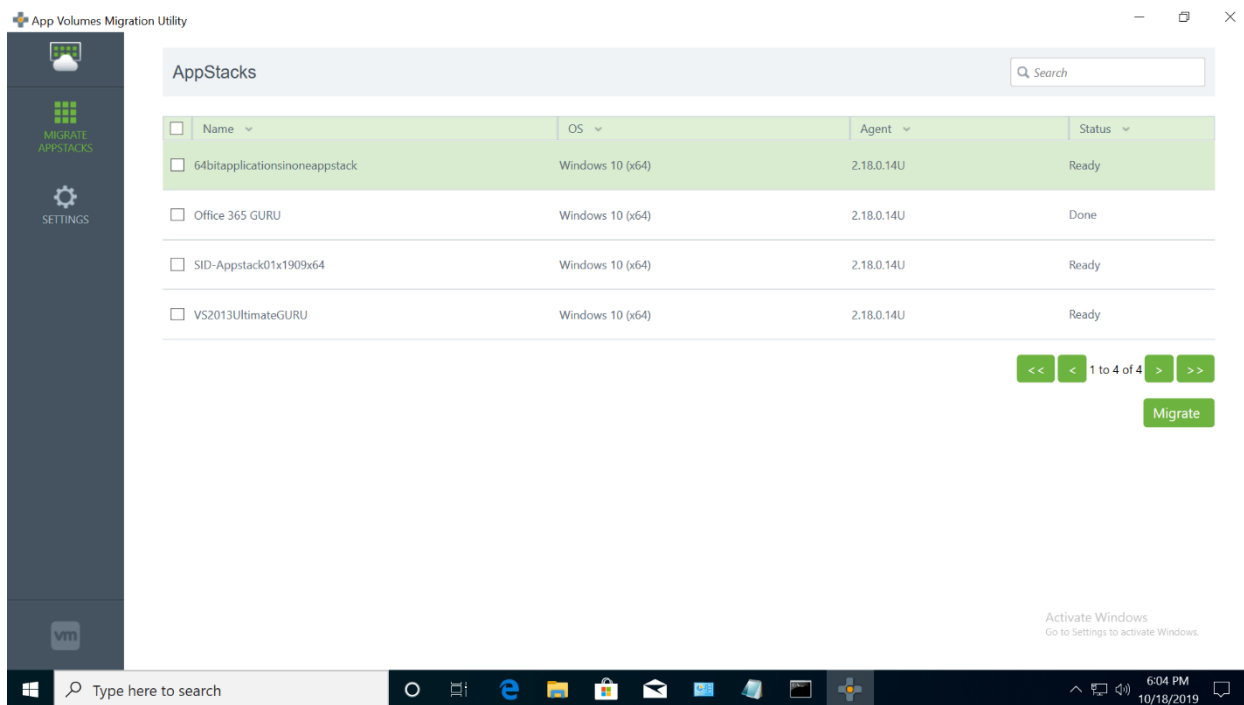 App Volumes Migration Utility
AppStacks
Search
MIGRATE
APPSTACKS
SETTINGS
Name OS Agent Status
64bitapplicationsinoneappstack Windows 10 (x64) 2.18.0.14U Ready
Office 365 GURU Windows 10 (x64) 2.18.0.14U Done
SID-Appstack01x1909x64 Windows 10 (x64) 2.18.0.14U Ready
VS2013UltimateGURU Windows 10 (x64) 2.18.0.14U Ready
<< < 1 to 4 of 4 > >>
Migrate
Activate Windows
Go to Settings to activate Windows.
vm
Type here to search
6:04 PM
10/18/2019